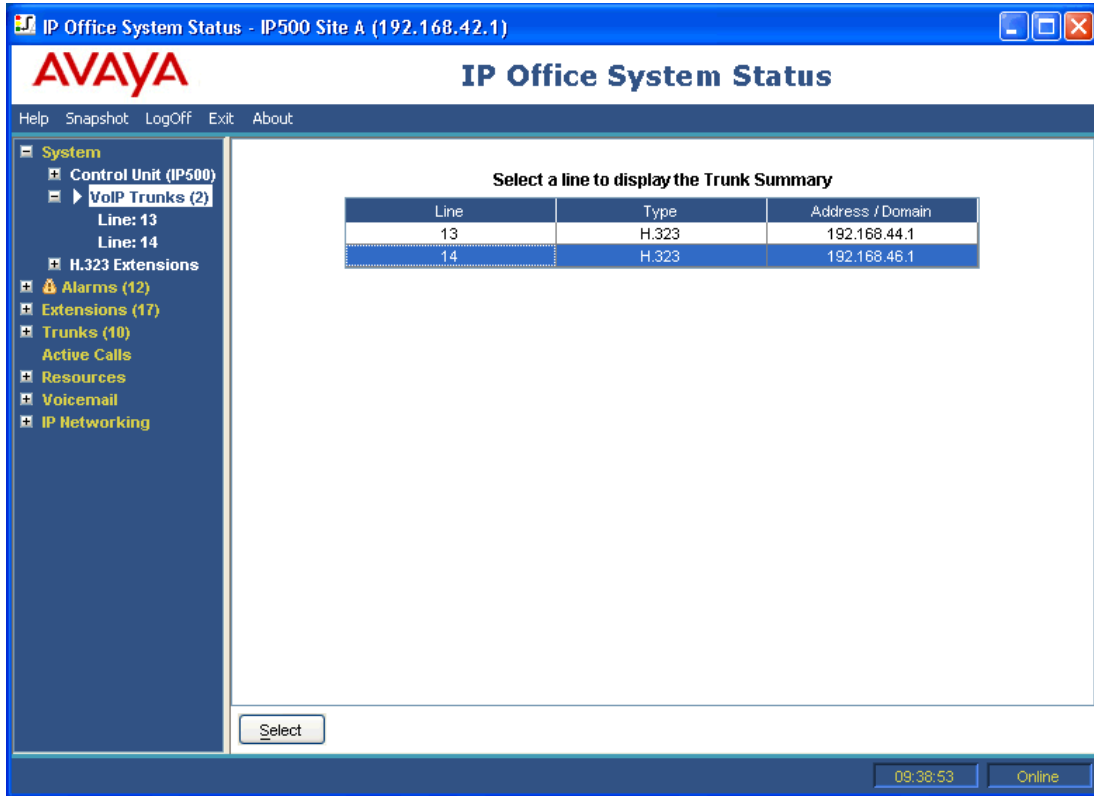 IP Office System Status - IP500 Site A (192.168.42.1)
AVAYA
IP Office System Status
Help Snapshot LogOff Exit About
System
Control Unit (IP500)
VoIP Trunks (2)
Line: 13
Line: 14
H.323 Extensions
Alarms (12)
Extensions (17)
Trunks (10)
Active Calls
Resources
Voicemail
IP Networking
Select a line to display the Trunk Summary
Line Type Address / Domain
13 H.323 192.168.44.1
14 H.323 192.168.46.1
Select
09:38:53 Online